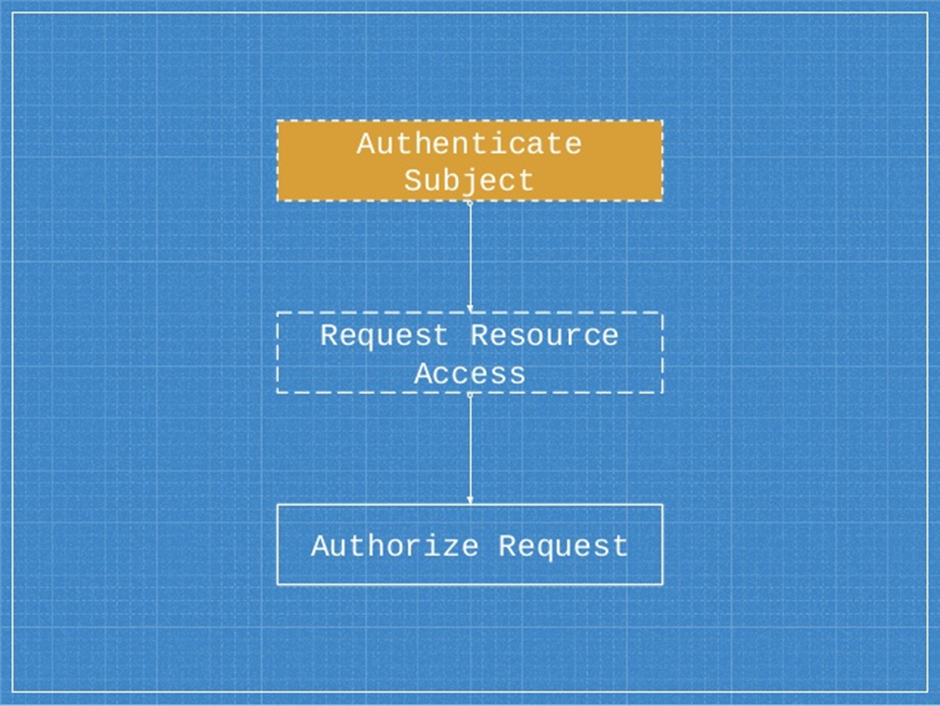 Authenticate
Subject
Request Resource
Access
Authorize Request